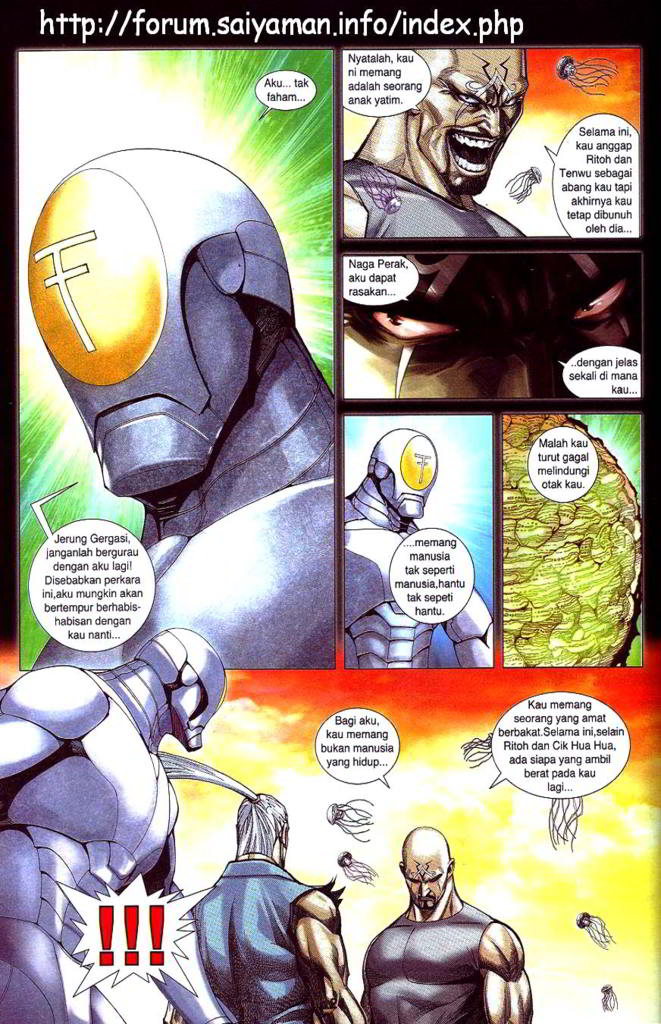 http://forum.saiyaman.info/index.php
Aku... tak
faham...
Jerung Gergasi,
janganlah bergurau
dengan aku lagi!
Disebabkan perkara
ini,aku mungkin akan
bertempur berhabis-
habisan dengan
kau nanti...
Nyatalah, kau
ni memang
adalah seorang
anak yatim.
Selama ini,
kau anggap
Ritoh dan
Tenwu sebagai
abang kau tapi
akhirnya kau
tetap dibunuh
oleh dia...
Naga Perak,
aku dapat
rasakan...
..dengan jelas
sekali di mana
kau...
....memang
manusia
tak seperti
manusia,hantu
tak sepeti
hantu.
Malah kau
turut gagal
melindungi
otak kau.
Bagi aku,
kau memang
bukan manusia
yang hidup...
Kau memang
seorang yang amat
berbakat.Selama ini,selain
Ritoh dan Cik Hua Hua,
ada siapa yang ambil
berat pada kau
lagi...
!!!